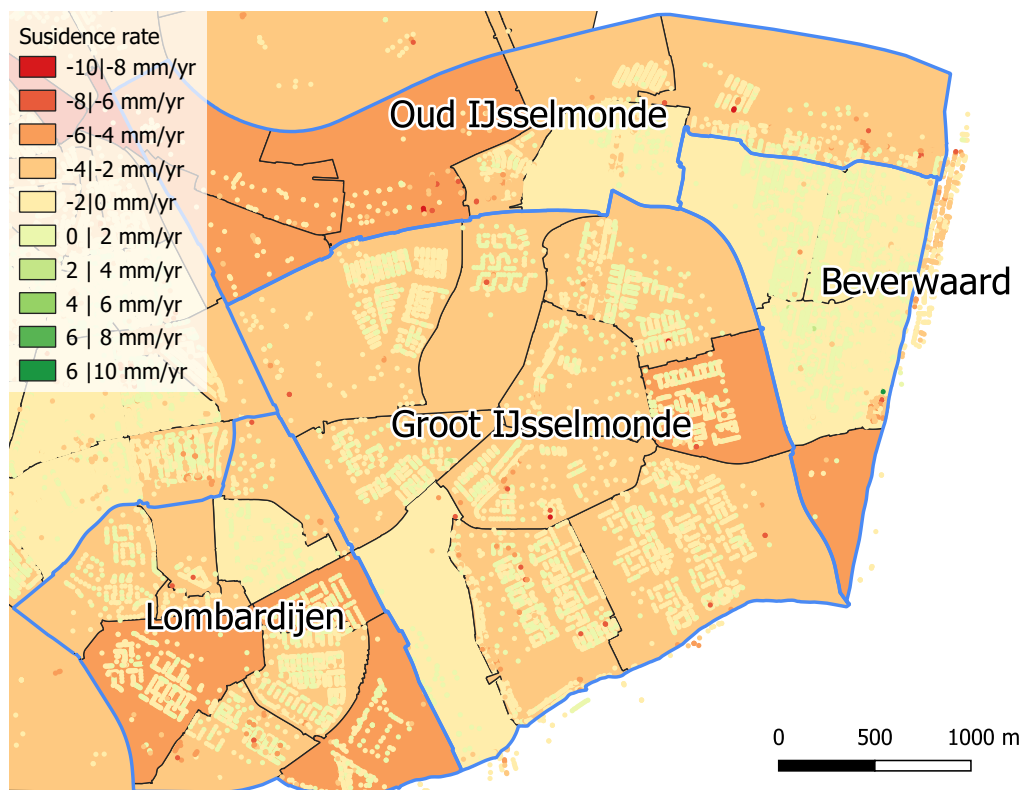 Susidence rate
-10|-8 mm/yr
-8|-6 mm/yr
-6|-4 mm/yr
-4|-2 mm/yr
-2|0 mm/yr
0 | 2 mm/yr
2 | 4 mm/yr
4 | 6 mm/yr
6 | 8 mm/yr
6 |10 mm/yr
Oud IJsselmonde
Beverwaard
Groot IJsselmonde
Lombardijen
0 500 1000 m